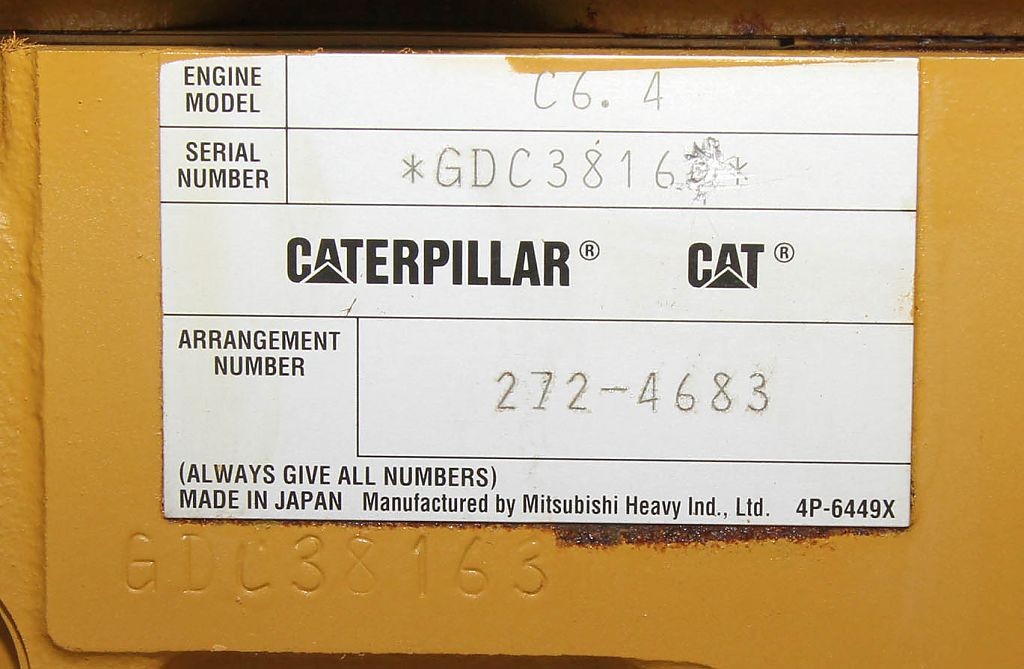 ENGINE MODEL C6.4
SERIAL NUMBER *GDC3816 *
CATERPILLAR® CAT®
ARRANGEMENT NUMBER 272-4683
(ALWAYS GIVE ALL NUMBERS)
MADE IN JAPAN Manufactured by Mitsubishi Heavy Ind., Ltd. 4P-6449X
GDC38163